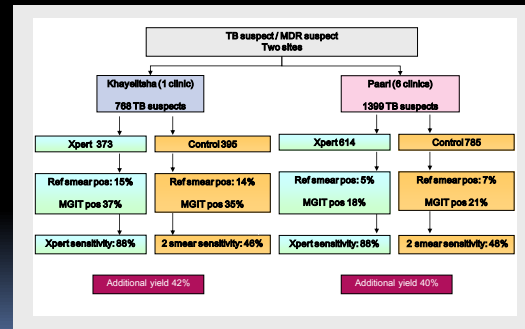 TB suspect / MDR suspect
Two sites
Khayelitsha (1 clinic)
768 TB suspects
Paarl (6 clinics)
1399 TB suspects
Xpert 373
Control 395
Xpert 614
Control 785
Ref smear pos: 15%
MGIT pos 37%
Ref smear pos: 14%
MGIT pos 35%
Ref smear pos: 5%
MGIT pos 18%
Ref smear pos: 7%
MGIT pos 21%
Xpert sensitivity: 88%
2 smear sensitivity: 46%
Xpert sensitivity: 88%
2 smear sensitivity: 48%
Additional yield 42%
Additional yield 40%